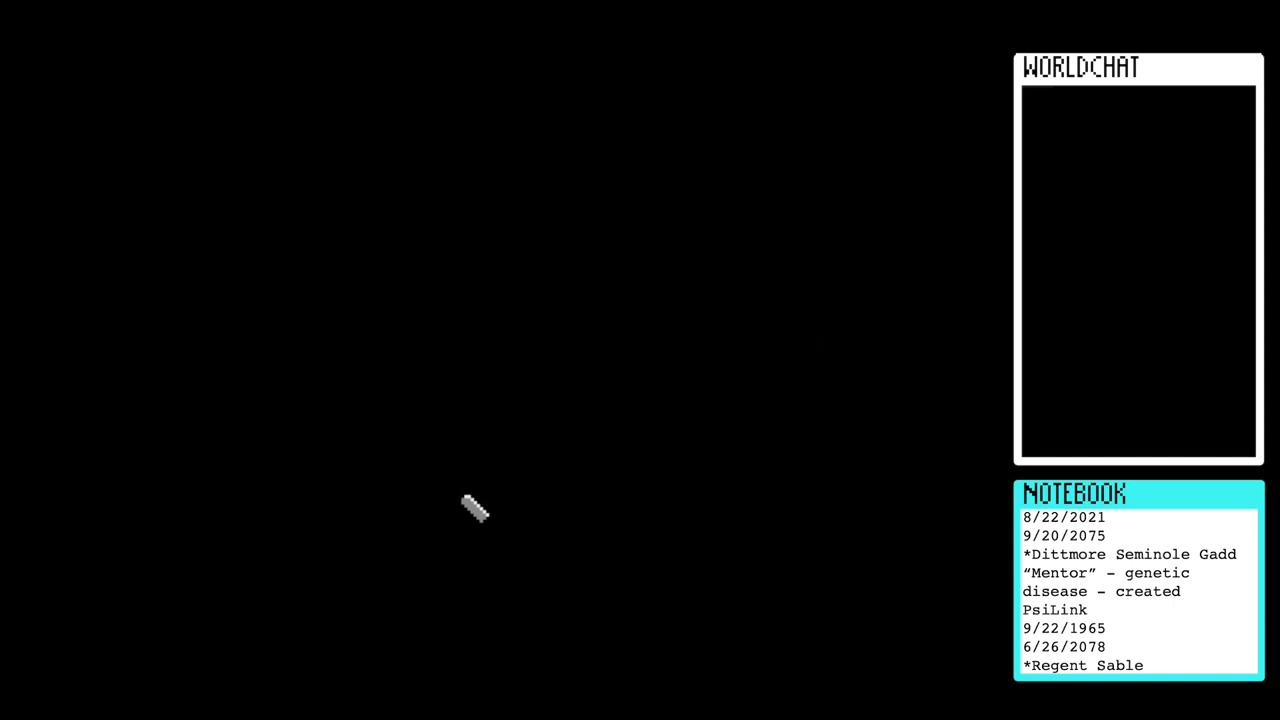 WORLDCHAT
NOTEBOOK
8/22/2021
9/20/2075
*Dittmore Seminole Gadd
“Mentor” – genetic
disease – created
PsiLink
9/22/1965
6/26/2078
*Regent Sable